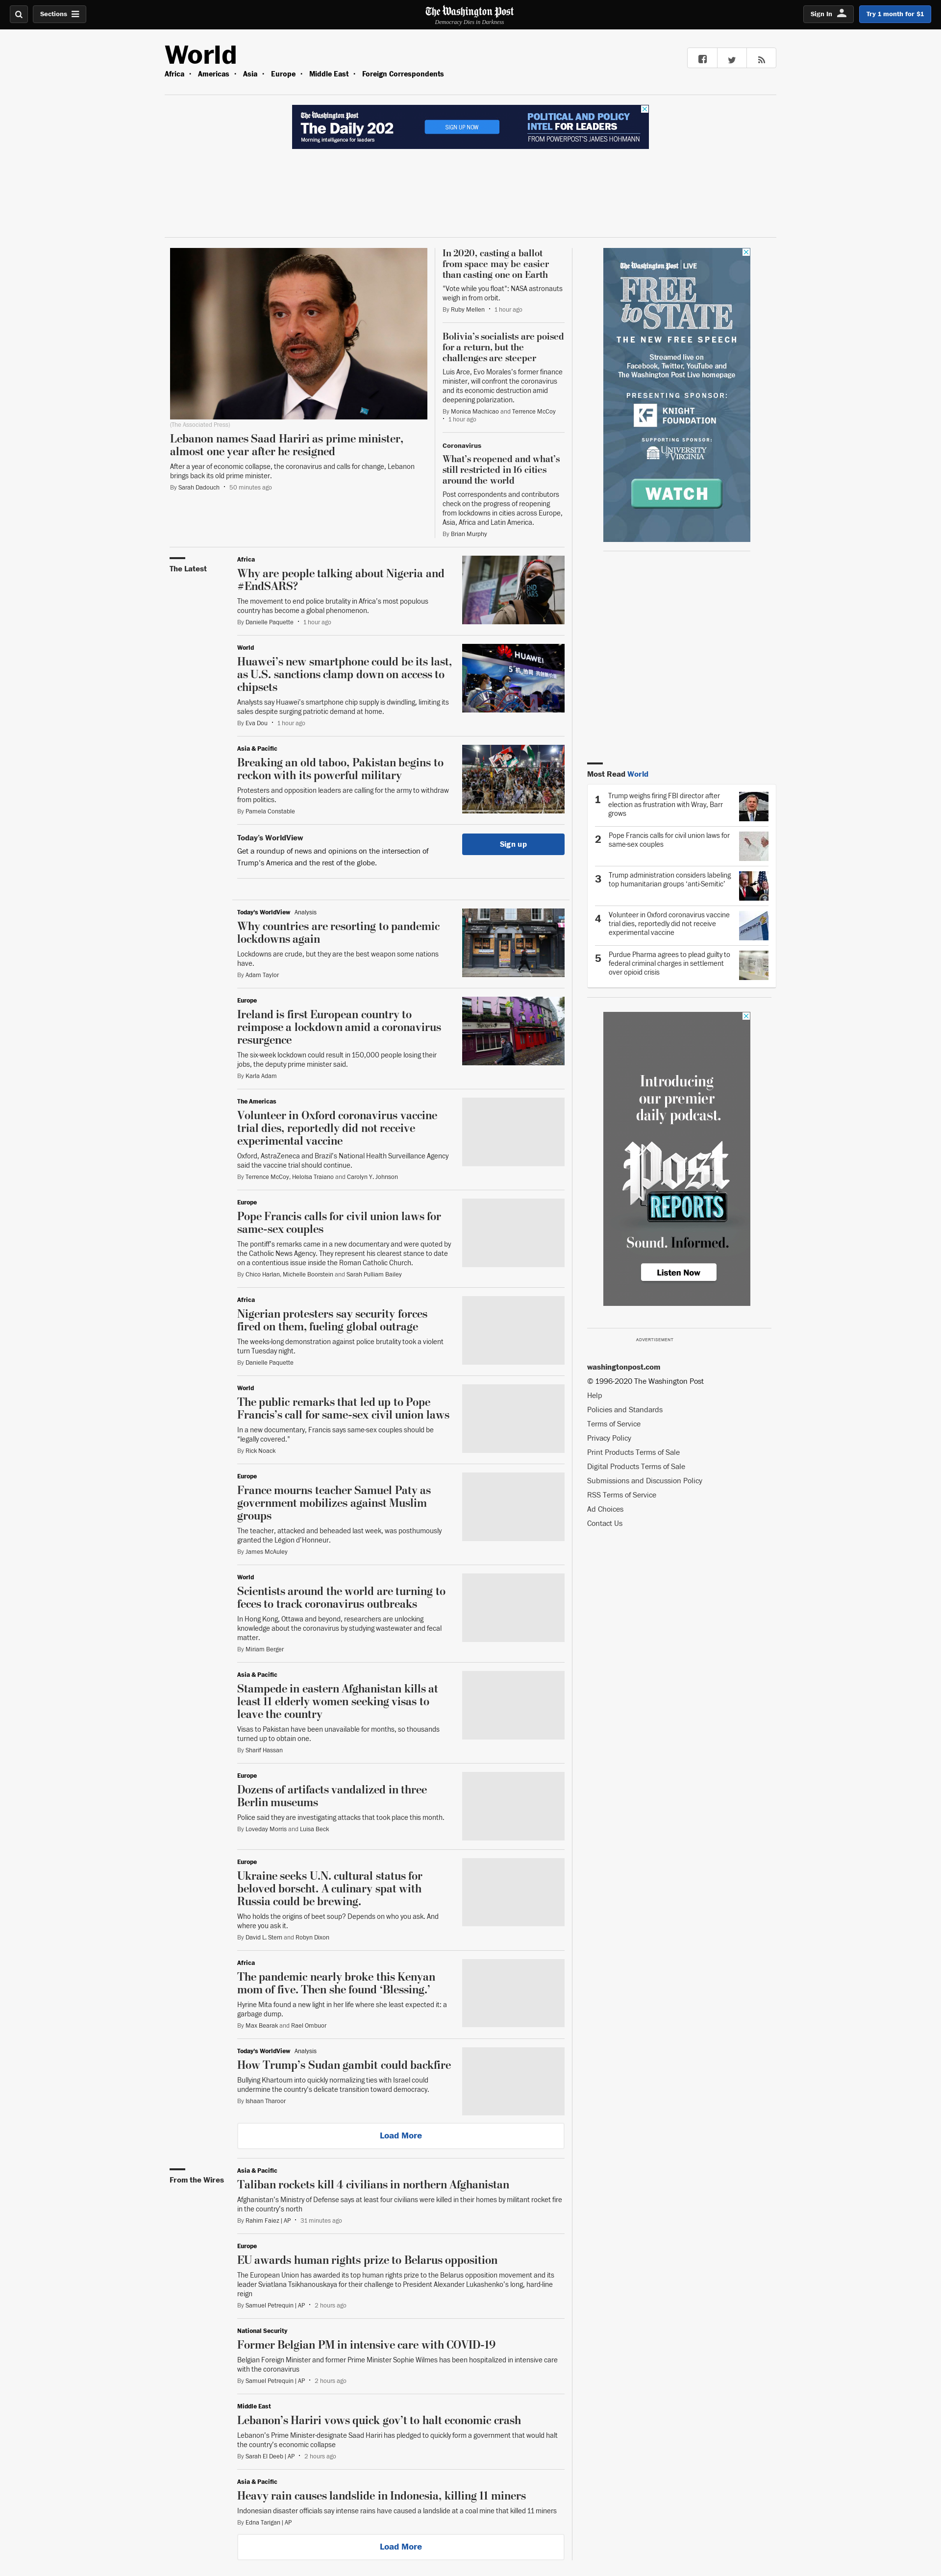 Sections
The Washington Post
Democracy Dies in Darkness
Sign In
Try 1 month for $1
World
Africa • Americas • Asia • Europe • Middle East • Foreign Correspondents
The Washington Post
The Daily 202
Morning intelligence for leaders
SIGN UP NOW
POLITICAL AND POLICY
INTEL FOR LEADERS
FROM POWERPOST'S JAMES HOHMANN
(The Associated Press)
Lebanon names Saad Hariri as prime minister,
almost one year after he resigned
After a year of economic collapse, the coronavirus and calls for change, Lebanon
brings back its old prime minister.
By Sarah Dadouch • 50 minutes ago
In 2020, casting a ballot
from space may be easier
than casting one on Earth
"Vote while you float": NASA astronauts
weigh in from orbit.
By Ruby Mellen • 1 hour ago
Bolivia's socialists are poised
for a return, but the
challenges are steeper
Luis Arce, Evo Morales's former finance
minister, will confront the coronavirus
and its economic destruction amid
deepening polarization.
By Monica Machicao and Terrence McCoy
• 1 hour ago
Coronavirus
What's reopened and what's
still restricted in 16 cities
around the world
Post correspondents and contributors
check on the progress of reopening
from lockdowns in cities across Europe,
Asia, Africa and Latin America.
By Brian Murphy
The Washington Post LIVE
FREE
to STATE
THE NEW FREE SPEECH
Streamed live on
Facebook, Twitter, YouTube and
The Washington Post Live homepage
PRESENTING SPONSOR:
KNIGHT
FOUNDATION
SUPPORTING SPONSOR:
UNIVERSITY
of VIRGINIA
WATCH
The Latest
Africa
Why are people talking about Nigeria and
#EndSARS?
The movement to end police brutality in Africa's most populous
country has become a global phenomenon.
By Danielle Paquette • 1 hour ago
END
SARS
World
Huawei's new smartphone could be its last,
as U.S. sanctions clamp down on access to
chipsets
Analysts say Huawei's smartphone chip supply is dwindling, limiting its
sales despite surging patriotic demand at home.
By Eva Dou • 1 hour ago
HUAWEI
Asia & Pacific
Breaking an old taboo, Pakistan begins to
reckon with its powerful military
Protesters and opposition leaders are calling for the army to withdraw
from politics.
By Pamela Constable
Today's WorldView
Get a roundup of news and opinions on the intersection of
Trump's America and the rest of the globe.
Sign up
Today's WorldView Analysis
Why countries are resorting to pandemic
lockdowns again
Lockdowns are crude, but they are the best weapon some nations
have.
By Adam Taylor
Europe
Ireland is first European country to
reimpose a lockdown amid a coronavirus
resurgence
The six-week lockdown could result in 150,000 people losing their
jobs, the deputy prime minister said.
By Karla Adam
The Americas
Volunteer in Oxford coronavirus vaccine
trial dies, reportedly did not receive
experimental vaccine
Oxford, AstraZeneca and Brazil's National Health Surveillance Agency
said the vaccine trial should continue.
By Terrence McCoy, Heloísa Traiano and Carolyn Y. Johnson
Europe
Pope Francis calls for civil union laws for
same-sex couples
The pontiff's remarks came in a new documentary and were quoted by
the Catholic News Agency. They represent his clearest stance to date
on a contentious issue inside the Roman Catholic Church.
By Chico Harlan, Michelle Boorstein and Sarah Pulliam Bailey
Africa
Nigerian protesters say security forces
fired on them, fueling global outrage
The weeks-long demonstration against police brutality took a violent
turn Tuesday night.
By Danielle Paquette
World
The public remarks that led up to Pope
Francis's call for same-sex civil union laws
In a new documentary, Francis says same-sex couples should be
"legally covered."
By Rick Noack
Europe
France mourns teacher Samuel Paty as
government mobilizes against Muslim
groups
The teacher, attacked and beheaded last week, was posthumously
granted the Légion d'Honneur.
By James McAuley
World
Scientists around the world are turning to
feces to track coronavirus outbreaks
In Hong Kong, Ottawa and beyond, researchers are unlocking
knowledge about the coronavirus by studying wastewater and fecal
matter.
By Miriam Berger
Asia & Pacific
Stampede in eastern Afghanistan kills at
least 11 elderly women seeking visas to
leave the country
Visas to Pakistan have been unavailable for months, so thousands
turned up to obtain one.
By Sharif Hassan
Europe
Dozens of artifacts vandalized in three
Berlin museums
Police said they are investigating attacks that took place this month.
By Loveday Morris and Luisa Beck
Europe
Ukraine seeks U.N. cultural status for
beloved borscht. A culinary spat with
Russia could be brewing.
Who holds the origins of beet soup? Depends on who you ask. And
where you ask it.
By David L. Stern and Robyn Dixon
Africa
The pandemic nearly broke this Kenyan
mom of five. Then she found 'Blessing.'
Hyrine Mita found a new light in her life where she least expected it: a
garbage dump.
By Max Bearak and Rael Ombuor
Today's WorldView Analysis
How Trump's Sudan gambit could backfire
Bullying Khartoum into quickly normalizing ties with Israel could
undermine the country's delicate transition toward democracy.
By Ishaan Tharoor
Load More
Most Read World
1 Trump weighs firing FBI director after
election as frustration with Wray, Barr
grows
2 Pope Francis calls for civil union laws for
same-sex couples
3 Trump administration considers labeling
top humanitarian groups 'anti-Semitic'
4 Volunteer in Oxford coronavirus vaccine
trial dies, reportedly did not receive
experimental vaccine
5 Purdue Pharma agrees to plead guilty to
federal criminal charges in settlement
over opioid crisis
Introducing
our premier
daily podcast.
Post
REPORTS
Sound. Informed.
Listen Now
ADVERTISEMENT
washingtonpost.com
© 1996-2020 The Washington Post
Help
Policies and Standards
Terms of Service
Privacy Policy
Print Products Terms of Sale
Digital Products Terms of Sale
Submissions and Discussion Policy
RSS Terms of Service
Ad Choices
Contact Us
From the Wires
Asia & Pacific
Taliban rockets kill 4 civilians in northern Afghanistan
Afghanistan's Ministry of Defense says at least four civilians were killed in their homes by militant rocket fire
in the country's north
By Rahim Faiez | AP • 31 minutes ago
Europe
EU awards human rights prize to Belarus opposition
The European Union has awarded its top human rights prize to the Belarus opposition movement and its
leader Sviatlana Tsikhanouskaya for their challenge to President Alexander Lukashenko's long, hard-line
reign
By Samuel Petrequin | AP • 2 hours ago
National Security
Former Belgian PM in intensive care with COVID-19
Belgian Foreign Minister and former Prime Minister Sophie Wilmes has been hospitalized in intensive care
with the coronavirus
By Samuel Petrequin | AP • 2 hours ago
Middle East
Lebanon's Hariri vows quick gov't to halt economic crash
Lebanon's Prime Minister-designate Saad Hariri has pledged to quickly form a government that would halt
the country's economic collapse
By Sarah El Deeb | AP • 2 hours ago
Asia & Pacific
Heavy rain causes landslide in Indonesia, killing 11 miners
Indonesian disaster officials say intense rains have caused a landslide at a coal mine that killed 11 miners
By Edna Tarigan | AP
Load More